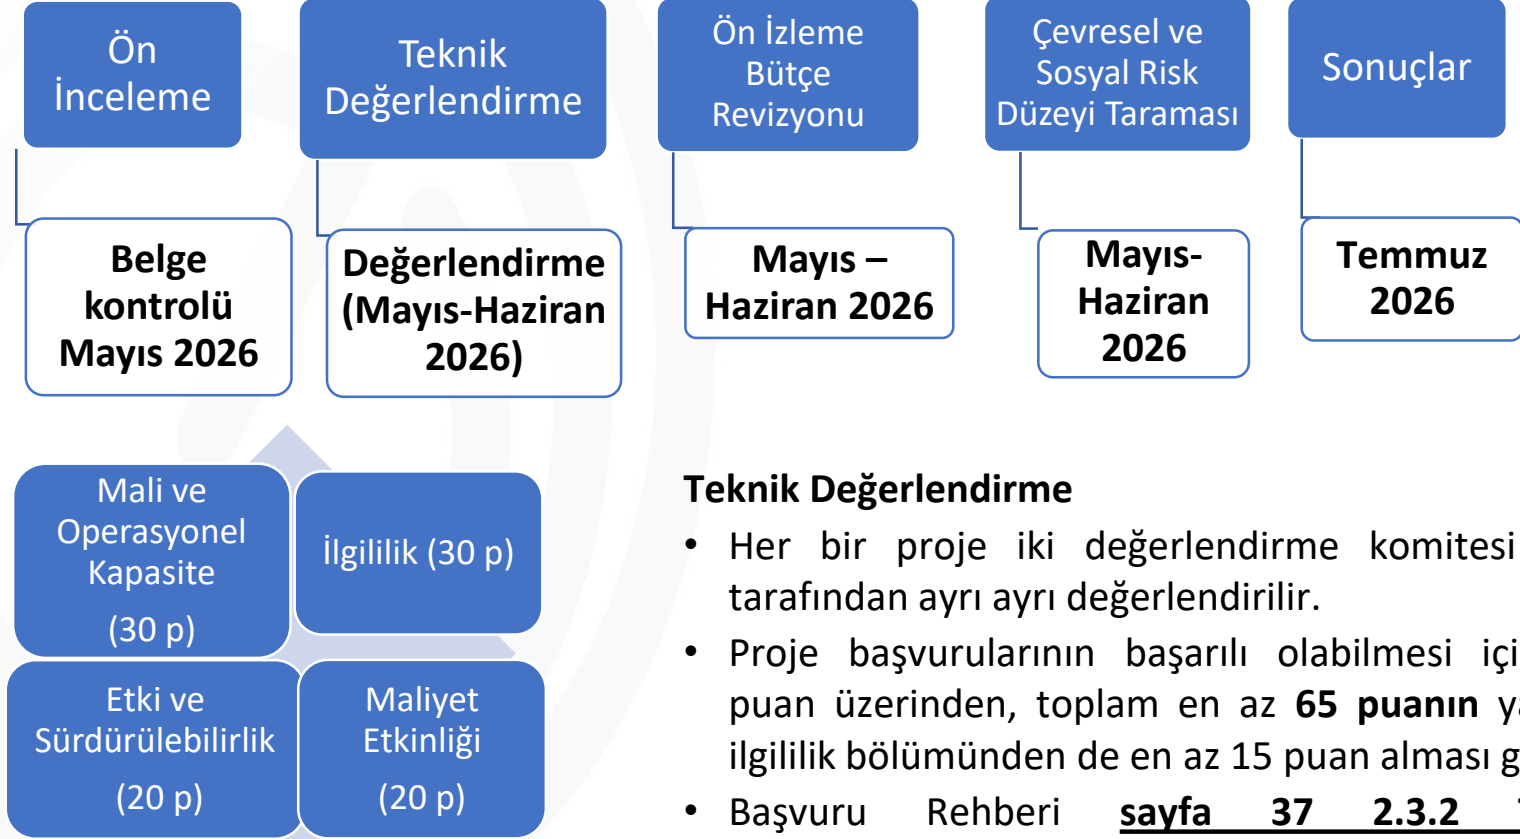 Ön
İnceleme
Teknik
Değerlendirme
Ön İzleme
Bütçe
Revizyonu
Çevresel ve
Sosyal Risk
Düzeyi Taraması
Sonuçlar
Belge
kontrolü
Mayıs 2026
Değerlendirme
(Mayıs-Haziran
2026)
Mayıs –
Haziran 2026
Mayıs-
Haziran
2026
Temmuz
2026
Mali ve
Operasyonel
Kapasite
(30 p)
İlgililik (30 p)
Etki ve
Sürdürülebilirlik
(20 p)
Maliyet
Etkinliği
(20 p)
Teknik Değerlendirme
• Her bir proje iki değerlendirme komitesi
tarafından ayrı ayrı değerlendirilir.
• Proje başvurularının başarılı olabilmesi
puan üzerinden, toplam en az 65 puanın
ilgililik bölümünden de en az 15 puan alması
• Başvuru Rehberi sayfa 37 2.3.2